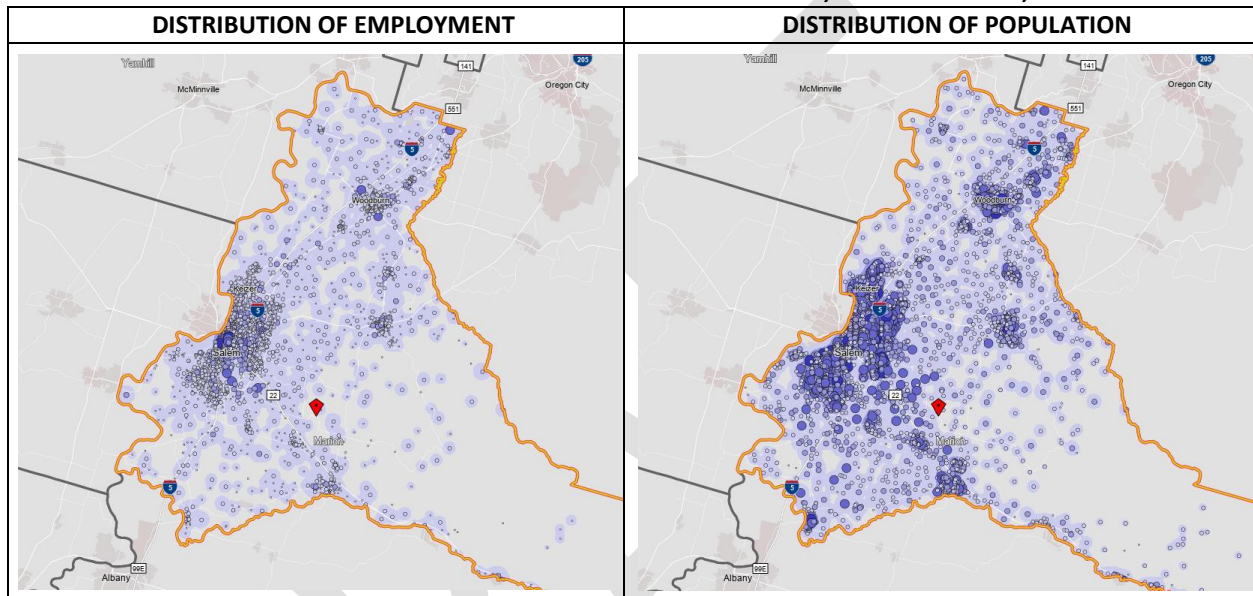 DISTRIBUTION OF EMPLOYMENT
DISTRIBUTION OF POPULATION
Yamhill
141
205
McMinnville
Oregon City
551
5
Woodburn
Keizer
5
Salem
22
Marion
5
99E
Albany
Yamhill
141
205
McMinnville
Oregon City
551
5
Woodburn
Keizer
5
Salem
22
Marion
5
99E
Albany